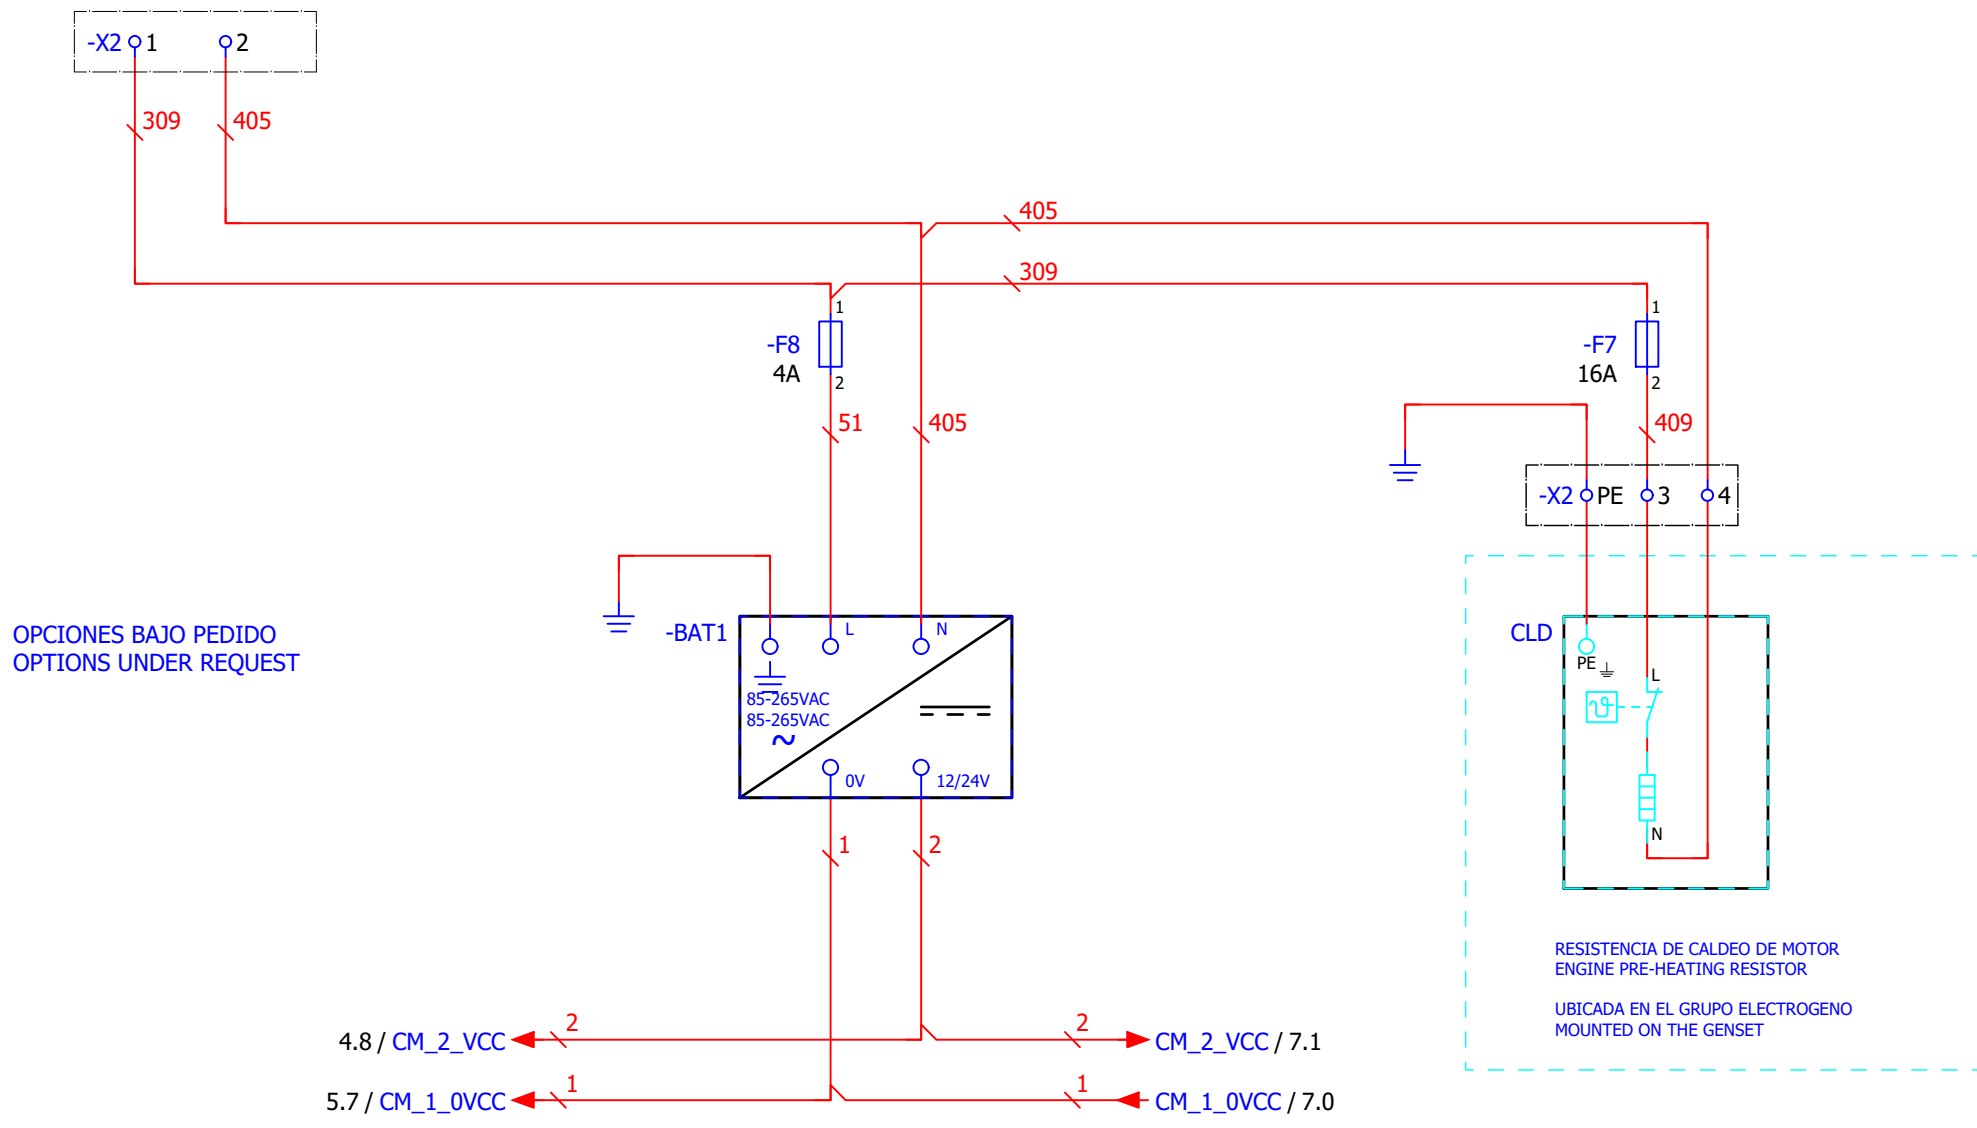 -X2 1 2
309 405
405
309
1
-F8
4A
2
1
-F7
16A
2
51 405
409
-X2 PE 3 4
OPCIONES BAJO PEDIDO
OPTIONS UNDER REQUEST
-BAT1
L N
85-265VAC
85-265VAC
~
0V 12/24V
CLD
PE
L
ϑ
N
1 2
RESISTENCIA DE CALDEO DE MOTOR
ENGINE PRE-HEATING RESISTOR
UBICADA EN EL GRUPO ELECTROGENO
MOUNTED ON THE GENSET
4.8 / CM_2_VCC 2 2 CM_2_VCC / 7.1
5.7 / CM_1_0VCC 1 1 CM_1_0VCC / 7.0